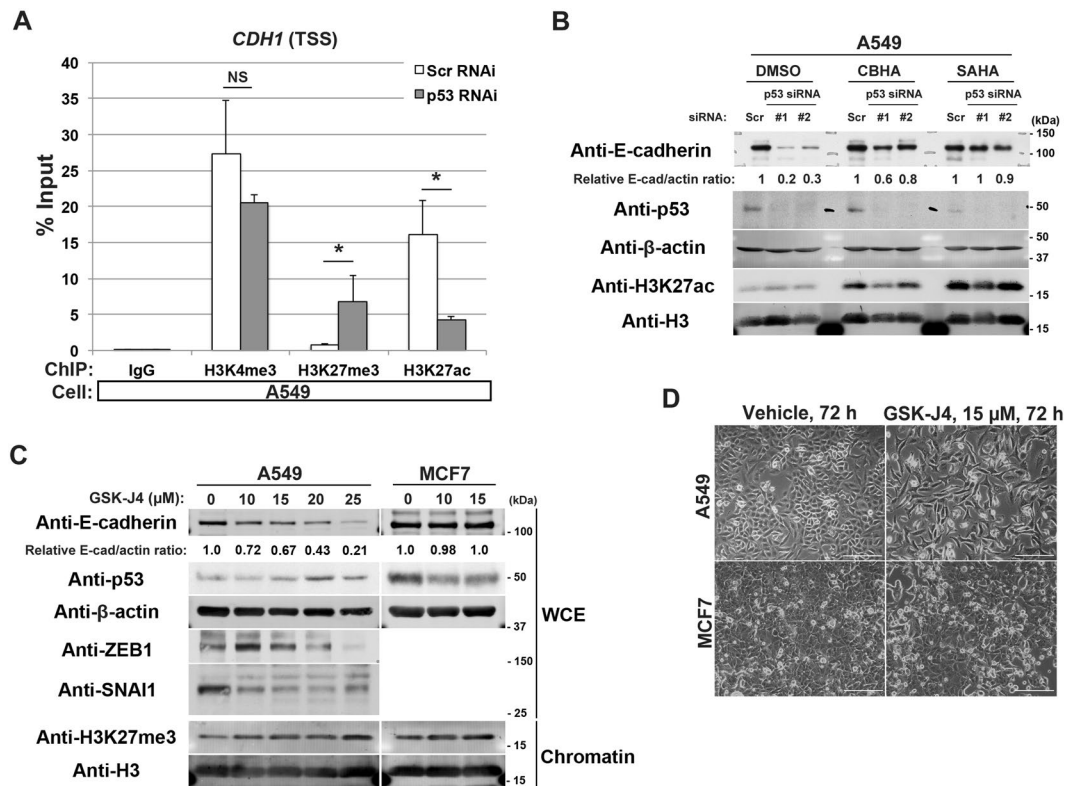 A
CDH1 (TSS)
40
35
30
25
20
15
10
5
0
% Input
NS
*
*
Scr RNAi
p53 RNAi
ChIP: IgG H3K4me3 H3K27me3 H3K27ac
Cell: A549
B
A549
DMSO CBHA SAHA
p53 siRNA p53 siRNA p53 siRNA
siRNA: Scr #1 #2 Scr #1 #2 Scr #1 #2 (kDa)
Anti-E-cadherin
- 150
- 100
Relative E-cad/actin ratio: 1 0.2 0.3 1 0.6 0.8 1 1 0.9
Anti-p53 - 50
Anti-β-actin
- 50
- 37
Anti-H3K27ac - 15
Anti-H3 - 15
C
A549 MCF7
GSK-J4 (µM): 0 10 15 20 25 0 10 15 (kDa)
Anti-E-cadherin - 100
Relative E-cad/actin ratio: 1.0 0.72 0.67 0.43 0.21 1.0 0.98 1.0
Anti-p53 - 50
Anti-β-actin
- 37
WCE
Anti-ZEB1
- 150
Anti-SNAI1
- 25
Anti-H3K27me3 - 15
Chromatin
Anti-H3 - 15
D
Vehicle, 72 h GSK-J4, 15 µM, 72 h
A549
MCF7